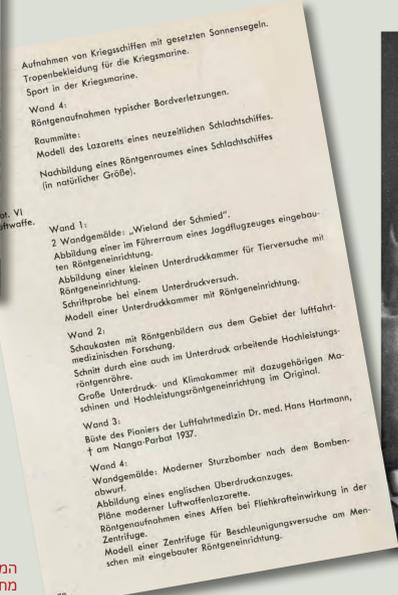 Aufnahmen von Kriegsschiffen mit gesetzten Sonnensegeln.
Tropenbekleidung für die Kriegsmarine.
Sport in der Kriegsmarine.
Wand 4:
Röntgenaufnahmen typischer Bordverletzungen.
Raummitte:
Modell des Lazaretts eines neuzeitlichen Schlachtschiffes.
Nachbildung eines Röntgenraumes eines Schlachtschiffes
(in natürlicher Größe).
VI
Wand 1:
2 Wandgemälde: „Wieland der Schmied".
Abbildung einer im Führerraum eines Jagdflugzeuges eingebau-
ten Röntgeneinrichtung.
Abbildung einer kleinen Unterdruckkammer für Tierversuche mit
Röntgeneinrichtung.
Schriftprobe bei einem Unterdruckversuch.
Modell einer Unterdruckkammer mit Röntgeneinrichtung.
Wand 2:
Schaukasten mit Röntgenbildern aus dem Gebiet der luftfahrt-
medizinischen Forschung.
Schnitt durch eine auch im Unterdruck arbeitende Hochleistungs-
röntgenröhre.
Große Unterdruck- und Klimakammer mit dazugehörigen Ma-
schinen und Hochleistungsröntgeneinrichtung im Original.
Wand 3:
Büste des Pioniers der Luftfahrtmedizin Dr. med. Hans Hartmann,
† am Nanga-Parbat 1937.
Wand 4:
Wandgemälde: Moderner Sturzbomber nach dem Bomben-
abwurf.
Abbildung eines englischen Überdruckanzuges.
Pläne moderner Luftwaffenlazarette.
Röntgenaufnahmen eines Affen bei Fliehkrafteinwirkung in der
Zentrifuge.
Modell einer Zentrifuge für Beschleunigungsversuche am Men-
schen mit eingebauter Röntgeneinrichtung.